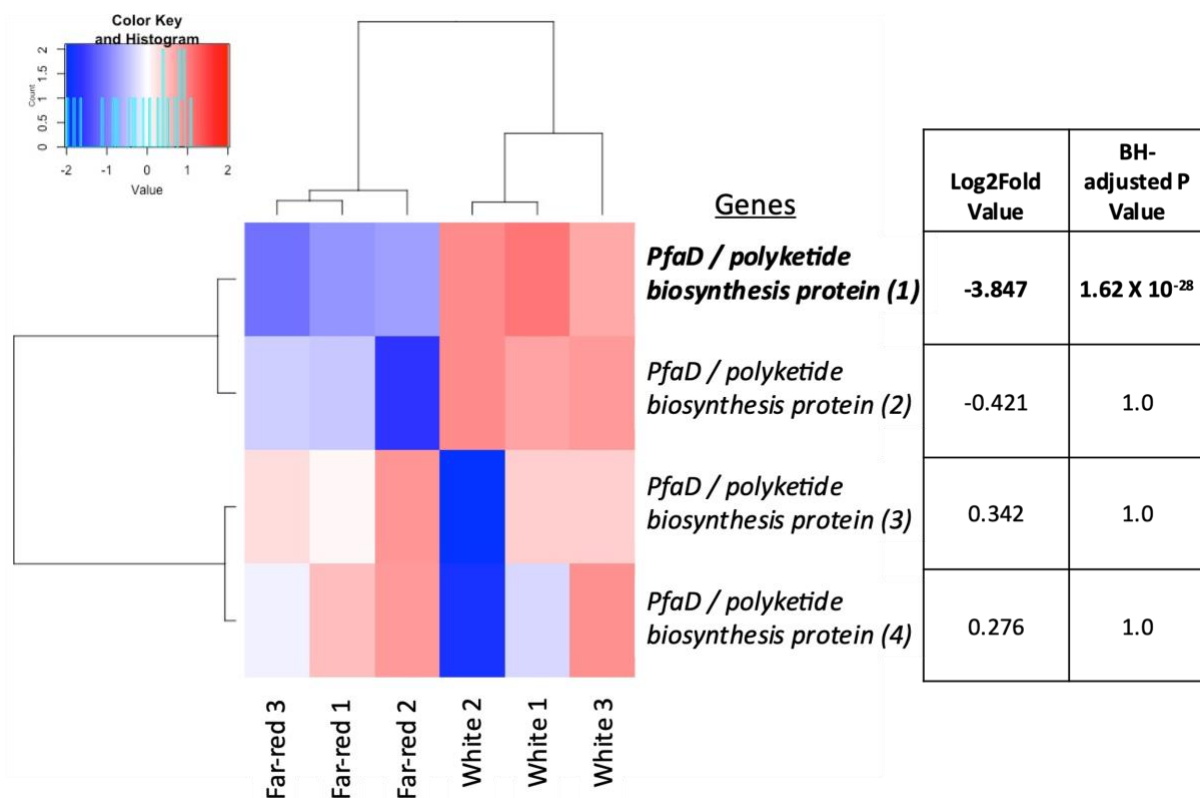 Color Key
and Histogram
Count
0 0.5 1 1.5 2
-2 -1 0 1 2
Value
Genes
PfaD / polyketide
biosynthesis protein (1)
PfaD / polyketide
biosynthesis protein (2)
PfaD / polyketide
biosynthesis protein (3)
PfaD / polyketide
biosynthesis protein (4)
Log2Fold
Value
BH-
adjusted P
Value
-3.847
1.62 X 10⁻²⁸
-0.421
1.0
0.342
1.0
0.276
1.0
Far-red 3
Far-red 1
Far-red 2
White 2
White 1
White 3